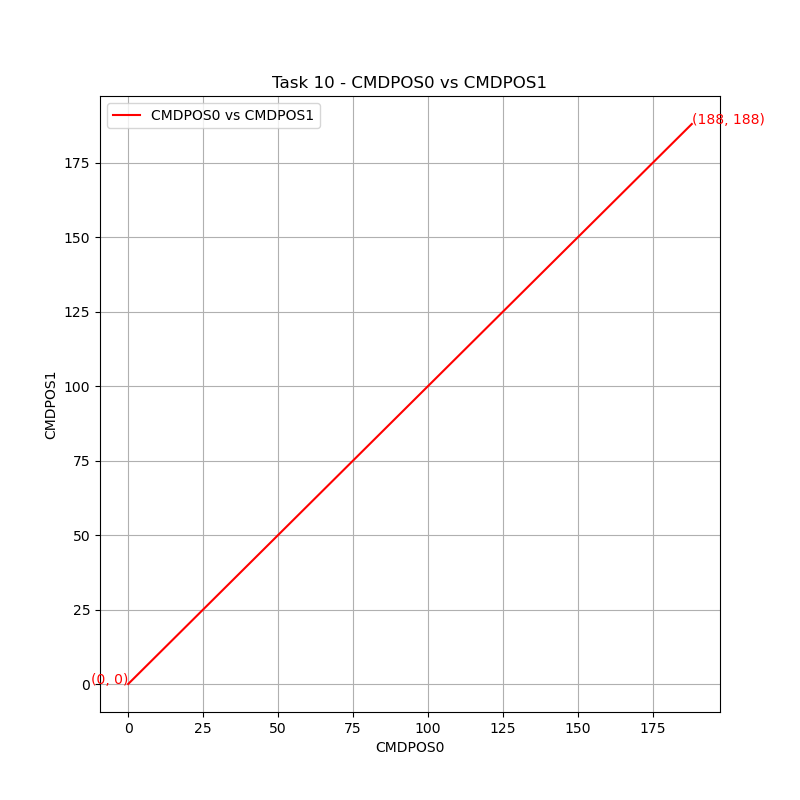 Task 10 - CMDPOS0 vs CMDPOS1
CMDPOS0 vs CMDPOS1
(188, 188)
175
150
125
100
75
50
25
0
(0, 0)
CMDPOS1
0 25 50 75 100 125 150 175
CMDPOS0